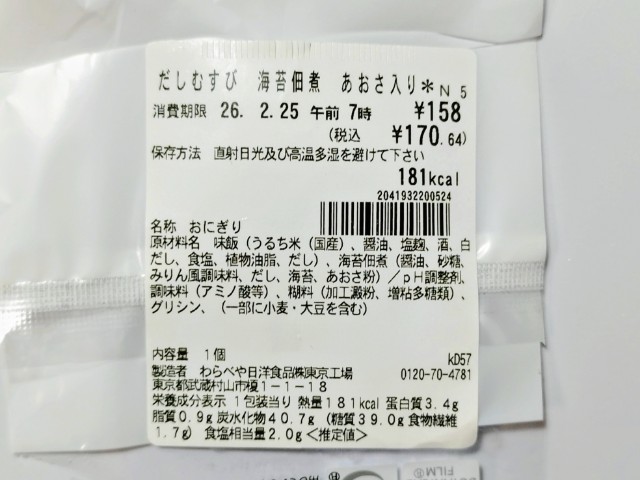 だしむすび 海苔佃煮 あおさ入り*N 5
消費期限 26. 2.25 午前 7時 ¥158
(税込 ¥170.64)
保存方法 直射日光及び高温多湿を避けて下さい
181kcal
2041932200524
名称 おにぎり
原材料名 味飯(うるち米(国産)、醤油、塩麹、酒、白
だし、食塩、植物油脂、だし)、海苔佃煮(醤油、砂糖、
みりん風調味料、だし、海苔、あおさ粉)/pH調整剤、
調味料(アミノ酸等)、糊料(加工澱粉、増粘多糖類)、
グリシン、(一部に小麦・大豆を含む)
内容量 1個 kD57
製造者 わらべや日洋食品㈱東京工場 0120-70-4781
東京都武蔵村山市榎1-1-18
栄養成分表示 1包装当り 熱量181kcal 蛋白質3.4g
脂質0.9g 炭水化物40.7g (糖質39.0g 食物繊維
1.7g) 食塩相当量2.0g<推定値>
FILM